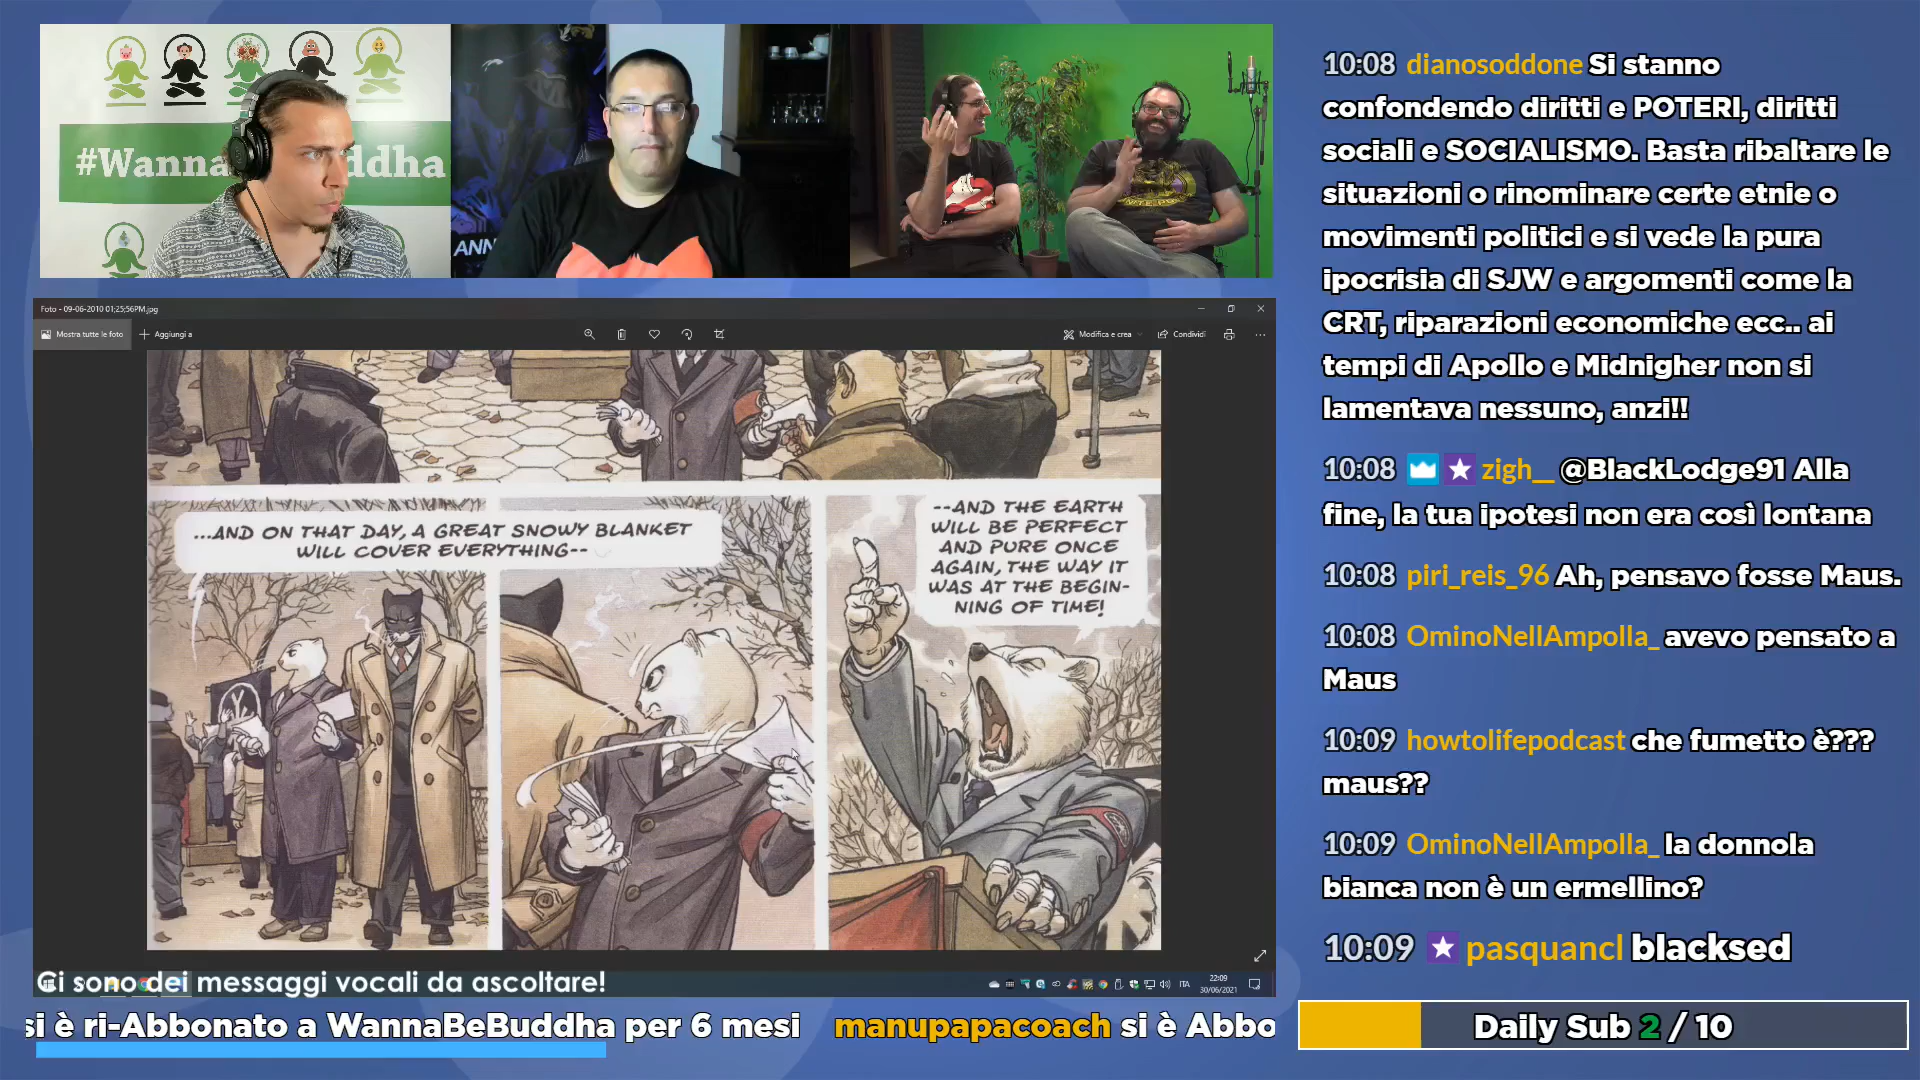 #Wanna
ddha
ANN
Foto - 09-06-2010 01;25;56PM.jpg
Mostra tutte le foto
Aggiungi a
Modifica e crea
Condividi
...AND ON THAT DAY, A GREAT SNOWY BLANKET
WILL COVER EVERYTHING--
--AND THE EARTH
WILL BE PERFECT
AND PURE ONCE
AGAIN, THE WAY IT
WAS AT THE BEGIN-
NING OF TIME!
Ci sono dei messaggi vocali da ascoltare!
ITA
22:09
30/06/2021
si è ri-Abbonato a WannaBeBuddha per 6 mesi manupapacoach si è Abbo
10:08 dianosoddone Si stanno
confondendo diritti e POTERI, diritti
sociali e SOCIALISMO. Basta ribaltare le
situazioni o rinominare certe etnie o
movimenti politici e si vede la pura
ipocrisia di SJW e argomenti come la
CRT, riparazioni economiche ecc.. ai
tempi di Apollo e Midnigher non si
lamentava nessuno, anzi!!
10:08 zigh__ @BlackLodge91 Alla
fine, la tua ipotesi non era così lontana
10:08 piri_reis_96 Ah, pensavo fosse Maus.
10:08 OminoNellAmpolla_ avevo pensato a
Maus
10:09 howtolifepodcast che fumetto è???
maus??
10:09 OminoNellAmpolla_ la donnola
bianca non è un ermellino?
10:09 pasquancl blacksed
Daily Sub 2 / 10